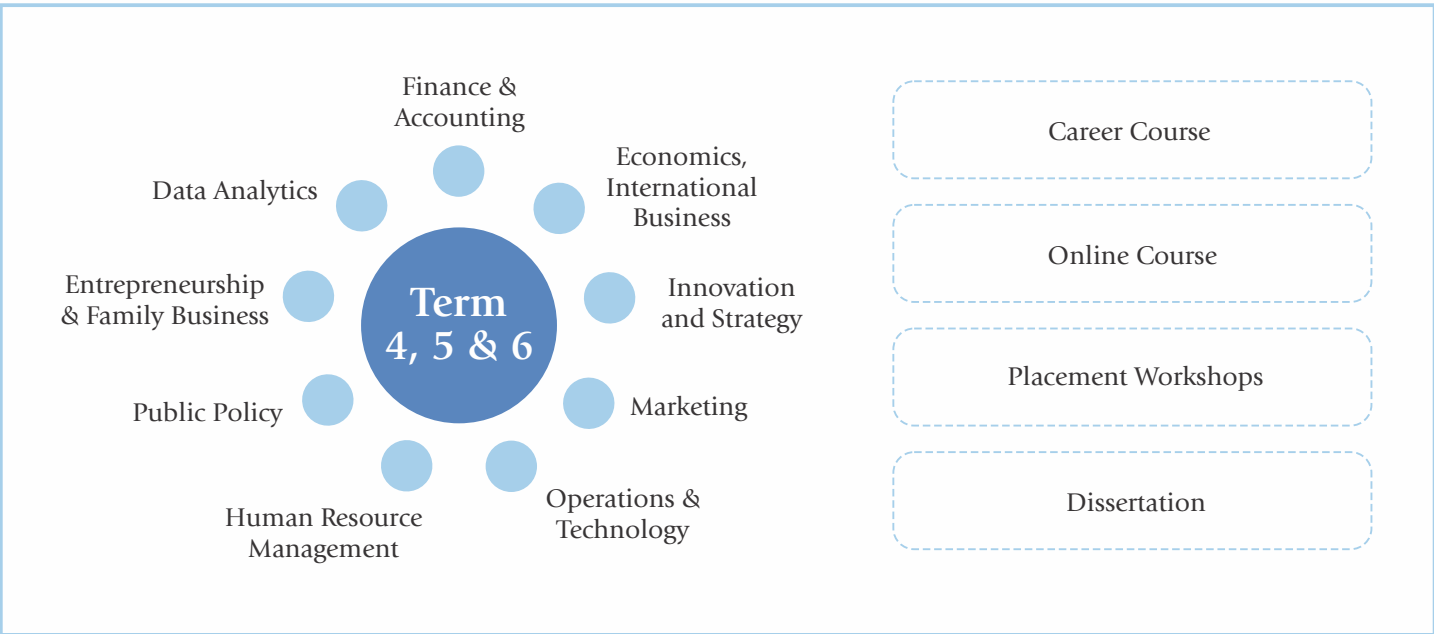 Finance &
Accounting
Economics,
International
Business
Data Analytics
Entrepreneurship
& Family Business
Term
4, 5 & 6
Innovation
and Strategy
Public Policy
Marketing
Human Resource
Management
Operations &
Technology
Career Course
Online Course
Placement Workshops
Dissertation